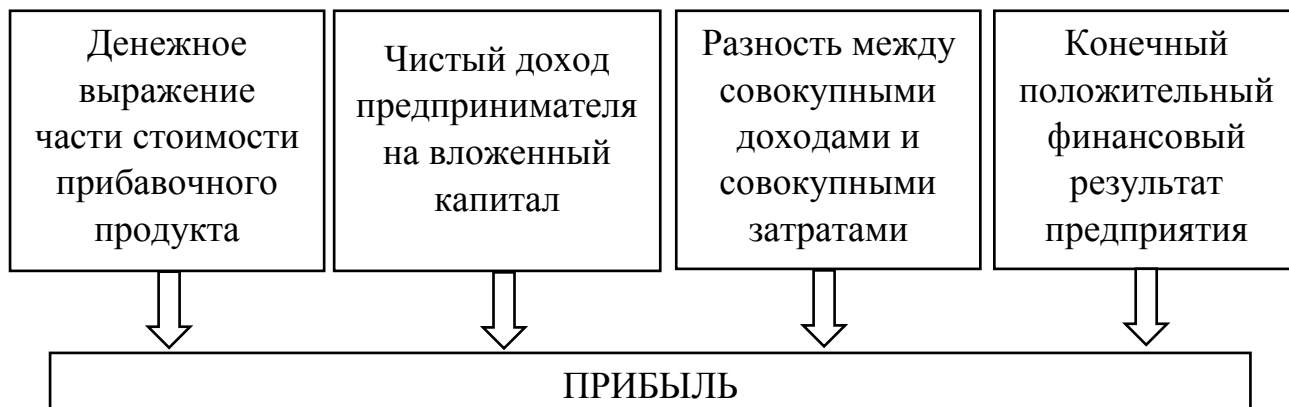 Денежное
выражение
части стоимости
прибавочного
продукта
Чистый доход
предпринимателя
на вложенный
капитал
Разность между
совокупными
доходами и
совокупными
затратами
Конечный
положительный
финансовый
результат
предприятия
ПРИБЫЛЬ